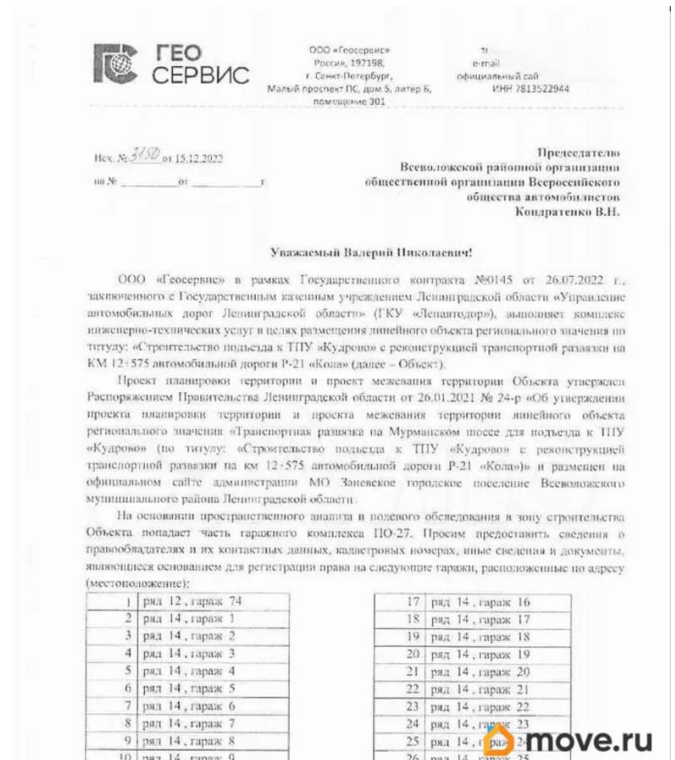 ГЕО
СЕРВИС
ООО «Геосервис»
Россия, 197198,
г. Санкт-Петербург,
Малый проспект ПС, дом 5, литер Б,
помещение 301
e-mail
официальный сай
ИНН 7813522944
Исх. № 3750 от 15.12.2022
на № ____________ от ____________ г
Председателю
Всеволожской районной организации
общественной организации Всероссийского
общества автомобилистов
Кондратенко В.Н.
Уважаемый Валерий Николаевич!
ООО «Геосервис» в рамках Государственного контракта №0145 от 26.07.2022 г.,
заключенного с Государственным казенным учреждением Ленинградской области «Управление
автомобильных дорог Ленинградской области» (ГКУ «Ленавтодор»), выполняет комплекс
инженерно-технических услуг в целях размещения линейного объекта регионального значения по
титулу: «Строительство подъезда к ТПУ «Кудрово» с реконструкцией транспортной развязки на
КМ 12+575 автомобильной дороги Р-21 «Кола» (далее – Объект).
Проект планировки территории и проект межевания территории Объекта утвержден
Распоряжением Правительства Ленинградской области от 26.01.2021 № 24-р «Об утверждении
проекта планировки территории и проекта межевания территории линейного объекта
регионального значения «Транспортная развязка на Мурманском шоссе для подъезда к ТПУ
«Кудрово» (по титулу: «Строительство подъезда к ТПУ «Кудрово» с реконструкцией
транспортной развязки на км 12+575 автомобильной дороги Р-21 «Кола»)» и размещен на
официальном сайте администрации МО Заневское городское поселение Всеволожского
муниципального района Ленинградской области.
На основании пространственного анализа и полевого обследования в зону строительства
Объекта попадает часть гаражного комплекса ПО-27. Просим предоставить сведения о
правообладателях и их контактных данных, кадастровых номерах, иные сведения и документы,
являющиеся основанием для регистрации права на следующие гаражи, расположенные по адресу
(местоположение):
1 ряд 12 , гараж 74
2 ряд 14 , гараж 1
3 ряд 14 , гараж 2
4 ряд 14 , гараж 3
5 ряд 14 , гараж 4
6 ряд 14 , гараж 5
7 ряд 14 , гараж 6
8 ряд 14 , гараж 7
9 ряд 14 , гараж 8
10 ряд 14 , гараж 9
17 ряд 14 , гараж 16
18 ряд 14 , гараж 17
19 ряд 14 , гараж 18
20 ряд 14 , гараж 19
21 ряд 14 , гараж 20
22 ряд 14 , гараж 21
23 ряд 14 , гараж 22
24 ряд 14 , гараж 23
25 ряд 14 , гараж 24
26 ряд 14 , гараж 25
move.ru